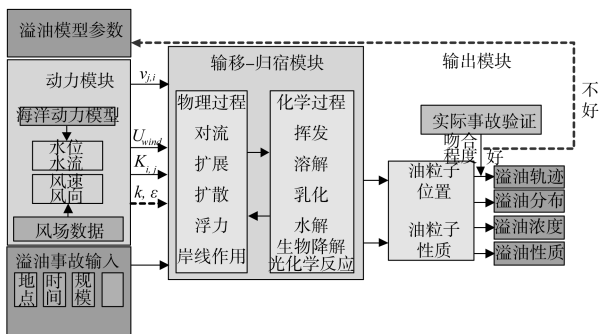 溢油模型参数
动力模块
海洋动力模型
水位
水流
风速
风向
风场数据
溢油事故输入
地点
时间
规模
v_{j,i}
U_{wind}
K_{i,j}
k, ε
输移-归宿模块
物理过程
对流
扩展
扩散
浮力
岸线作用
化学过程
挥发
溶解
乳化
水解
生物降解
光化学反应
输出模块
实际事故验证
吻合
程度
好
不好
油粒子
位置
油粒子
性质
溢油轨迹
溢油分布
溢油浓度
溢油性质